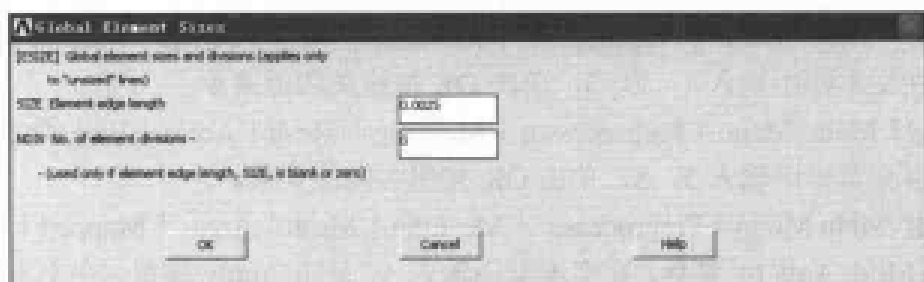 Global Element Sizes
[ESIZE] Global element sizes and divisions (applies only
to "unsized" lines)
SIZE Element edge length
0.0025
NDIV No. of element divisions -
0
- (used only if element edge length, SIZE, is blank or zero)
OK Cancel Help